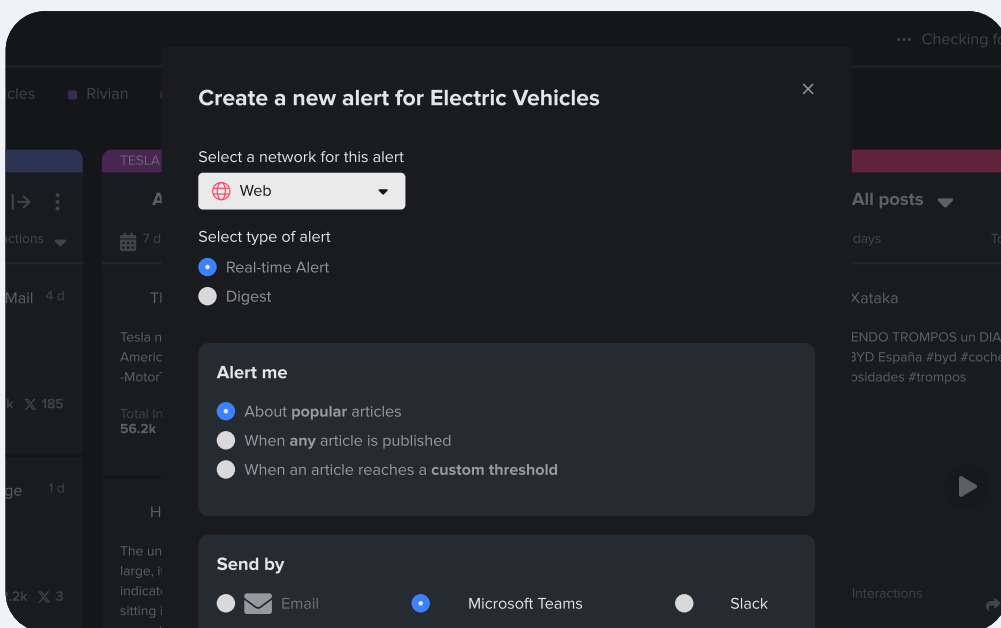 Checking
cles Rivian
Create a new alert for Electric Vehicles
Select a network for this alert
TESLA
Web
All posts
Select type of alert
actions
7 d
days
Real-time Alert
Digest
Mail 4 d
Xataka
Tesla n
ENDO TROMPOS un DIA
Americ
BYD España #byd #coche
-Motor
osidades #trompos
Alert me
About popular articles
When any article is published
When an article reaches a custom threshold
k X 185
Total In
56.2k
ge 1 d
The un
large, i
indicat
sitting i
.2k X 3
Interactions
Send by
Email
Microsoft Teams
Slack